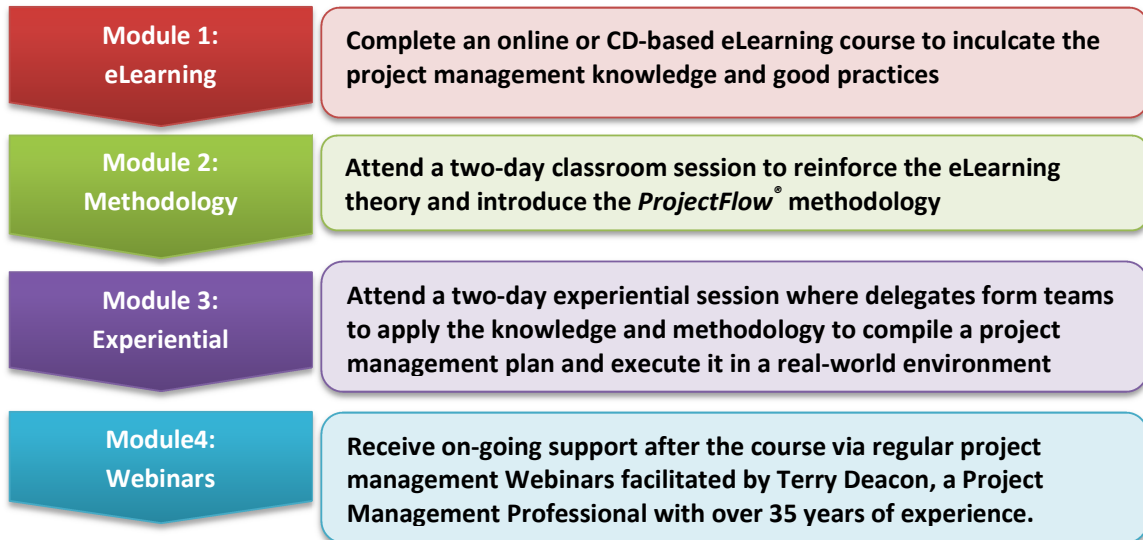 Module 1:
eLearning
Complete an online or CD-based eLearning course to inculcate the
project management knowledge and good practices
Module 2:
Methodology
Attend a two-day classroom session to reinforce the eLearning
theory and introduce the ProjectFlow® methodology
Module 3:
Experiential
Attend a two-day experiential session where delegates form teams
to apply the knowledge and methodology to compile a project
management plan and execute it in a real-world environment
Module4:
Webinars
Receive on-going support after the course via regular project
management Webinars facilitated by Terry Deacon, a Project
Management Professional with over 35 years of experience.